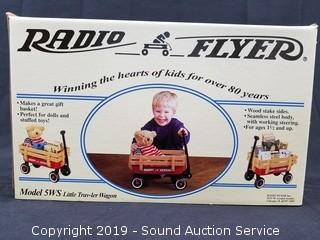 RADIO FLYER®
Winning the hearts of kids for over 80 years
• Makes a great gift
basket!
• Perfect for dolls and
stuffed toys!
• Wood stake sides.
• Seamless steel body,
with working steering.
• For ages 1½ and up.
RADIO FLYER
Model 5WS Little Trav-ler Wagon
Copyright 2019 - Sound Auction Service